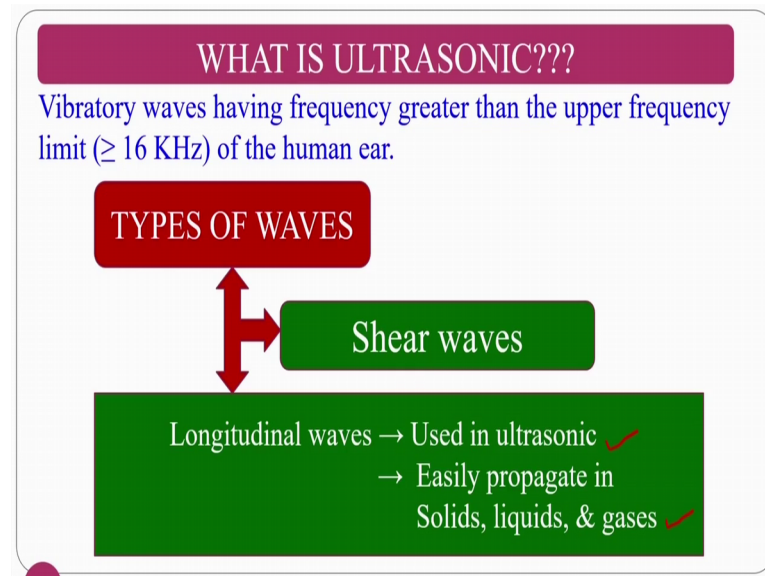 WHAT IS ULTRASONIC???
Vibratory waves having frequency greater than the upper frequency
limit (≥ 16 KHz) of the human ear.
TYPES OF WAVES
Shear waves
Longitudinal waves → Used in ultrasonic
→ Easily propagate in
Solids, liquids, & gases